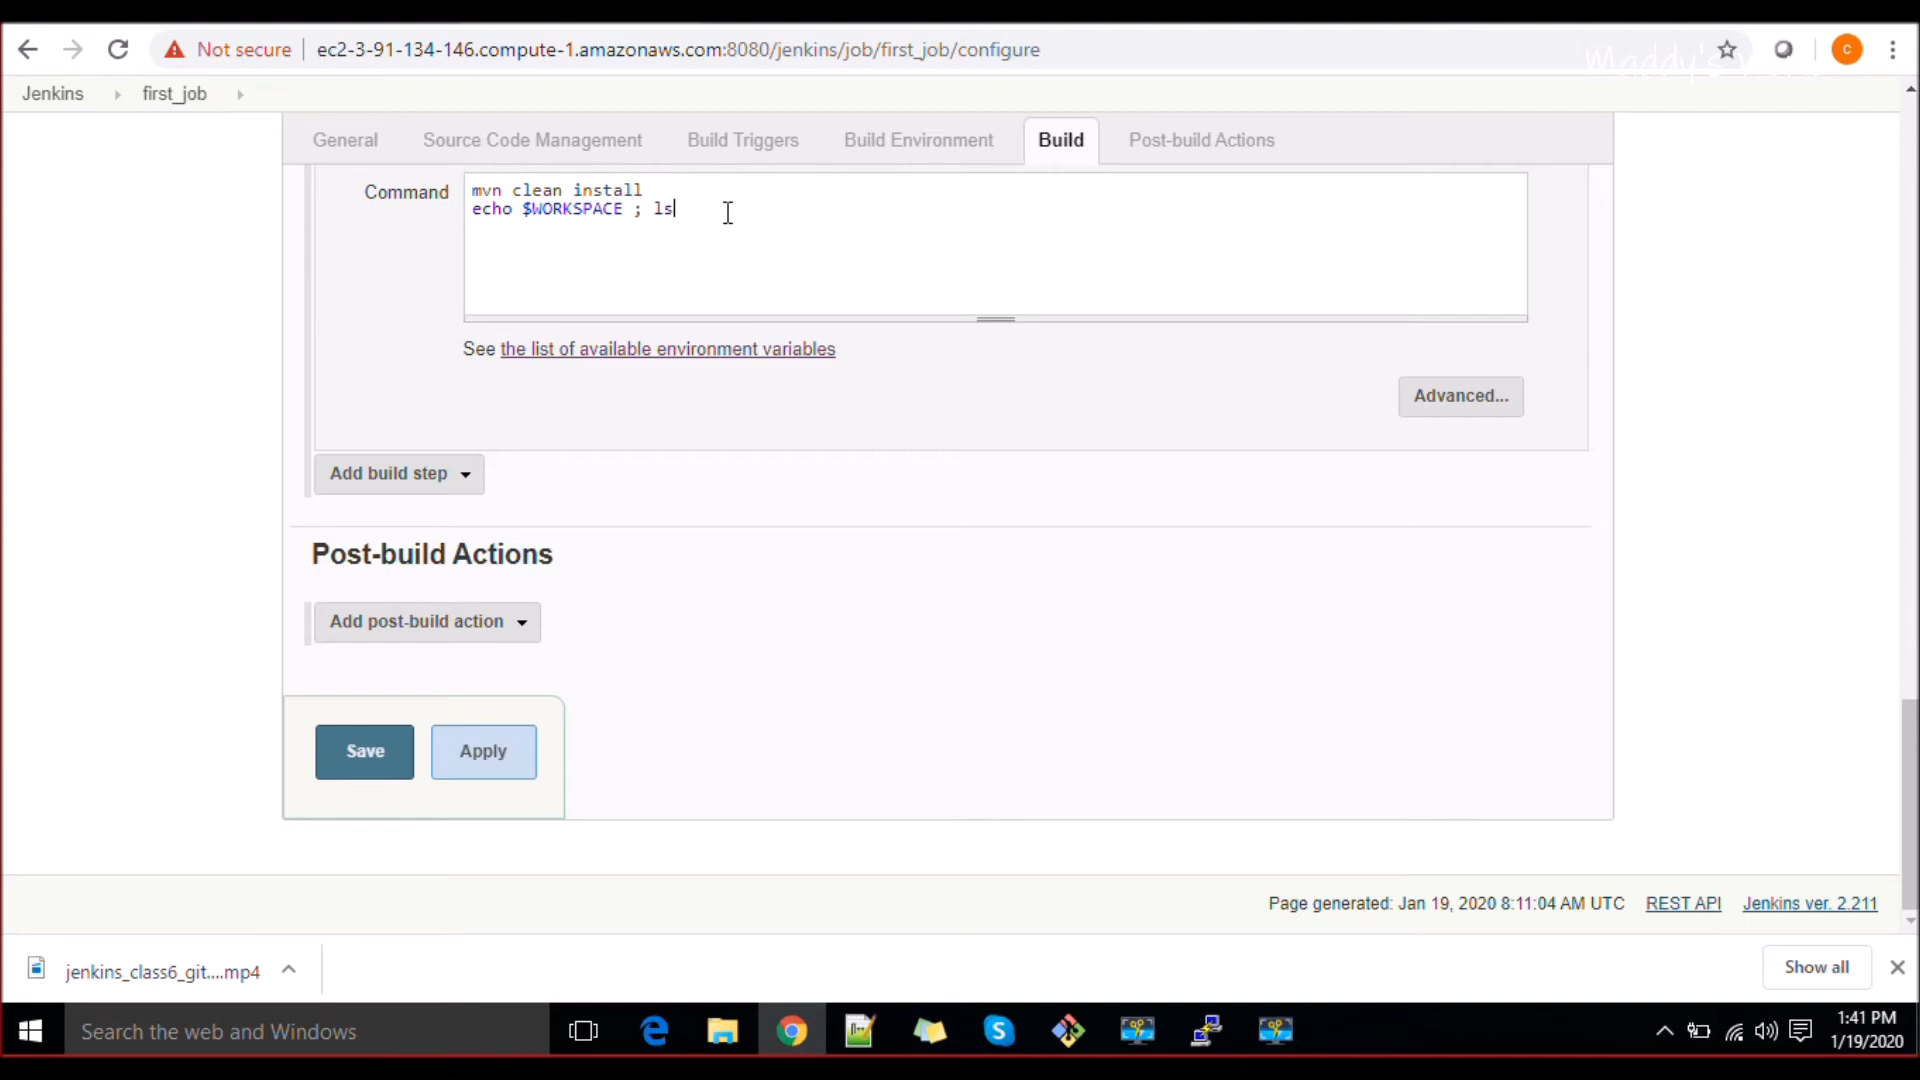 Not secure
ec2-3-91-134-146.compute-1.amazonaws.com:8080/jenkins/job/first_job/configure
Maddy's
c
Jenkins first_job
General Source Code Management Build Triggers Build Environment Build Post-build Actions
Command
mvn clean install
echo $WORKSPACE ; ls
See the list of available environment variables
Advanced...
Add build step
Post-build Actions
Add post-build action
Save Apply
Page generated: Jan 19, 2020 8:11:04 AM UTC REST API Jenkins ver. 2.211
jenkins_class6_git....mp4
Show all
Search the web and Windows
1:41 PM
1/19/2020